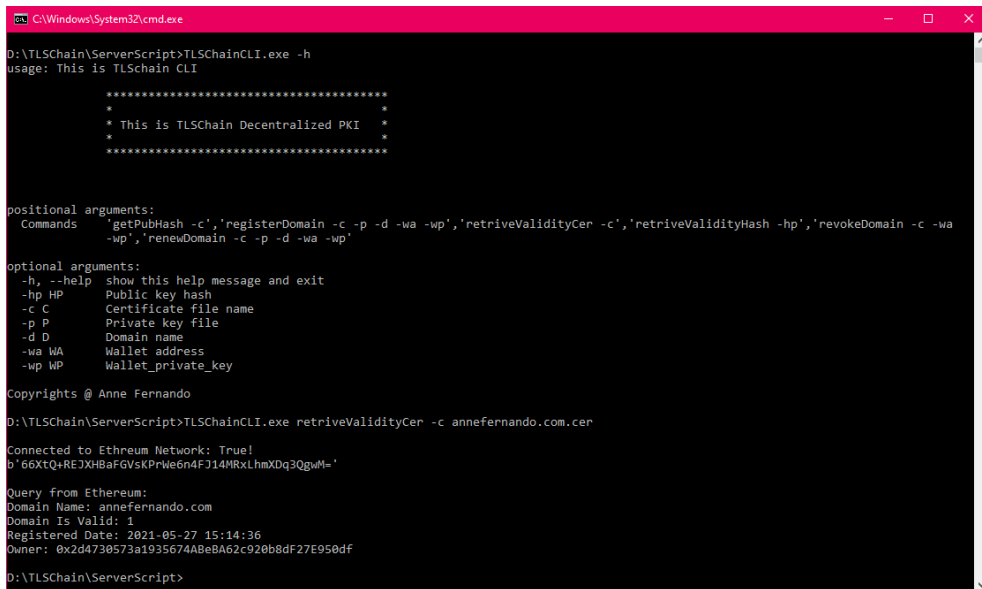 C:\Windows\System32\cmd.exe
D:\TLSChain\ServerScript>TLSChainCLI.exe -h
usage: This is TLSchain CLI
****************************************
*                                      *
* This is TLSChain Decentralized PKI   *
*                                      *
****************************************
positional arguments:
  Commands    'getPubHash -c','registerDomain -c -p -d -wa -wp','retriveValidityCer -c','retriveValidityHash -hp','revokeDomain -c -wa
              -wp','renewDomain -c -p -d -wa -wp'
optional arguments:
  -h, --help  show this help message and exit
  -hp HP      Public key hash
  -c C        Certificate file name
  -p P        Private key file
  -d D        Domain name
  -wa WA      Wallet address
  -wp WP      Wallet_private_key
Copyrights @ Anne Fernando
D:\TLSChain\ServerScript>TLSChainCLI.exe retriveValidityCer -c annefernando.com.cer
Connected to Ethreum Network: True!
b'66XtQ+REJXHBaFGVsKPrWe6n4FJ14MRxLhmXDq3QgwM='
Query from Ethereum:
Domain Name: annefernando.com
Domain Is Valid: 1
Registered Date: 2021-05-27 15:14:36
Owner: 0x2d4730573a1935674ABeBA62c920b8dF27E950df
D:\TLSChain\ServerScript>